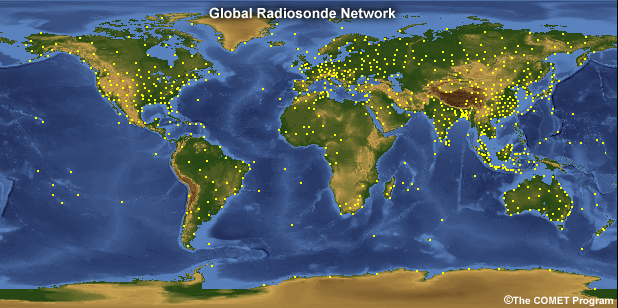 Global Radiosonde Network
©The COMET Program